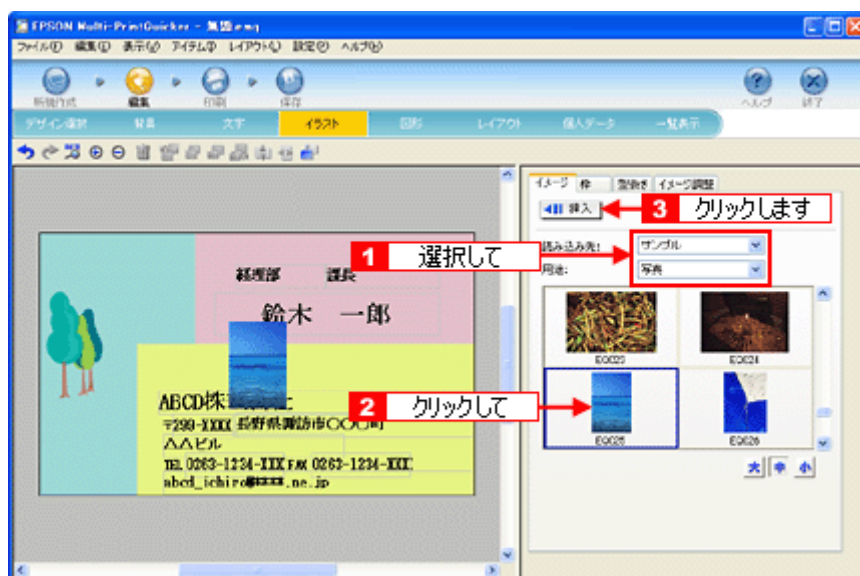 EPSON Multi-PrintQuicker - 無題.emq
ファイル(F) 編集(E) 表示(V) アイテム(I) レイアウト(L) 設定(O) ヘルプ(H)
新規作成 編集 印刷 保存 ヘルプ 終了
デザイン選択 背景 文字 イラスト 図形 レイアウト 個人データ 一覧表示
イメージ 枠 型抜き イメージ調整
挿入 3 クリックします
1 選択して
読み込み先: サンプル
用途: 写真
経理部 課長
鈴木 一郎
EQ023 EQ024
ABCD株
2 クリックして
〒299-XXXX 長野県諏訪市〇〇〇町
△△ビル
TEL 0263-1234-XXX FAX 0263-1234-XXX
abcd_ichiro@xxxx.ne.jp
EQ025 EQ026
大 中 小